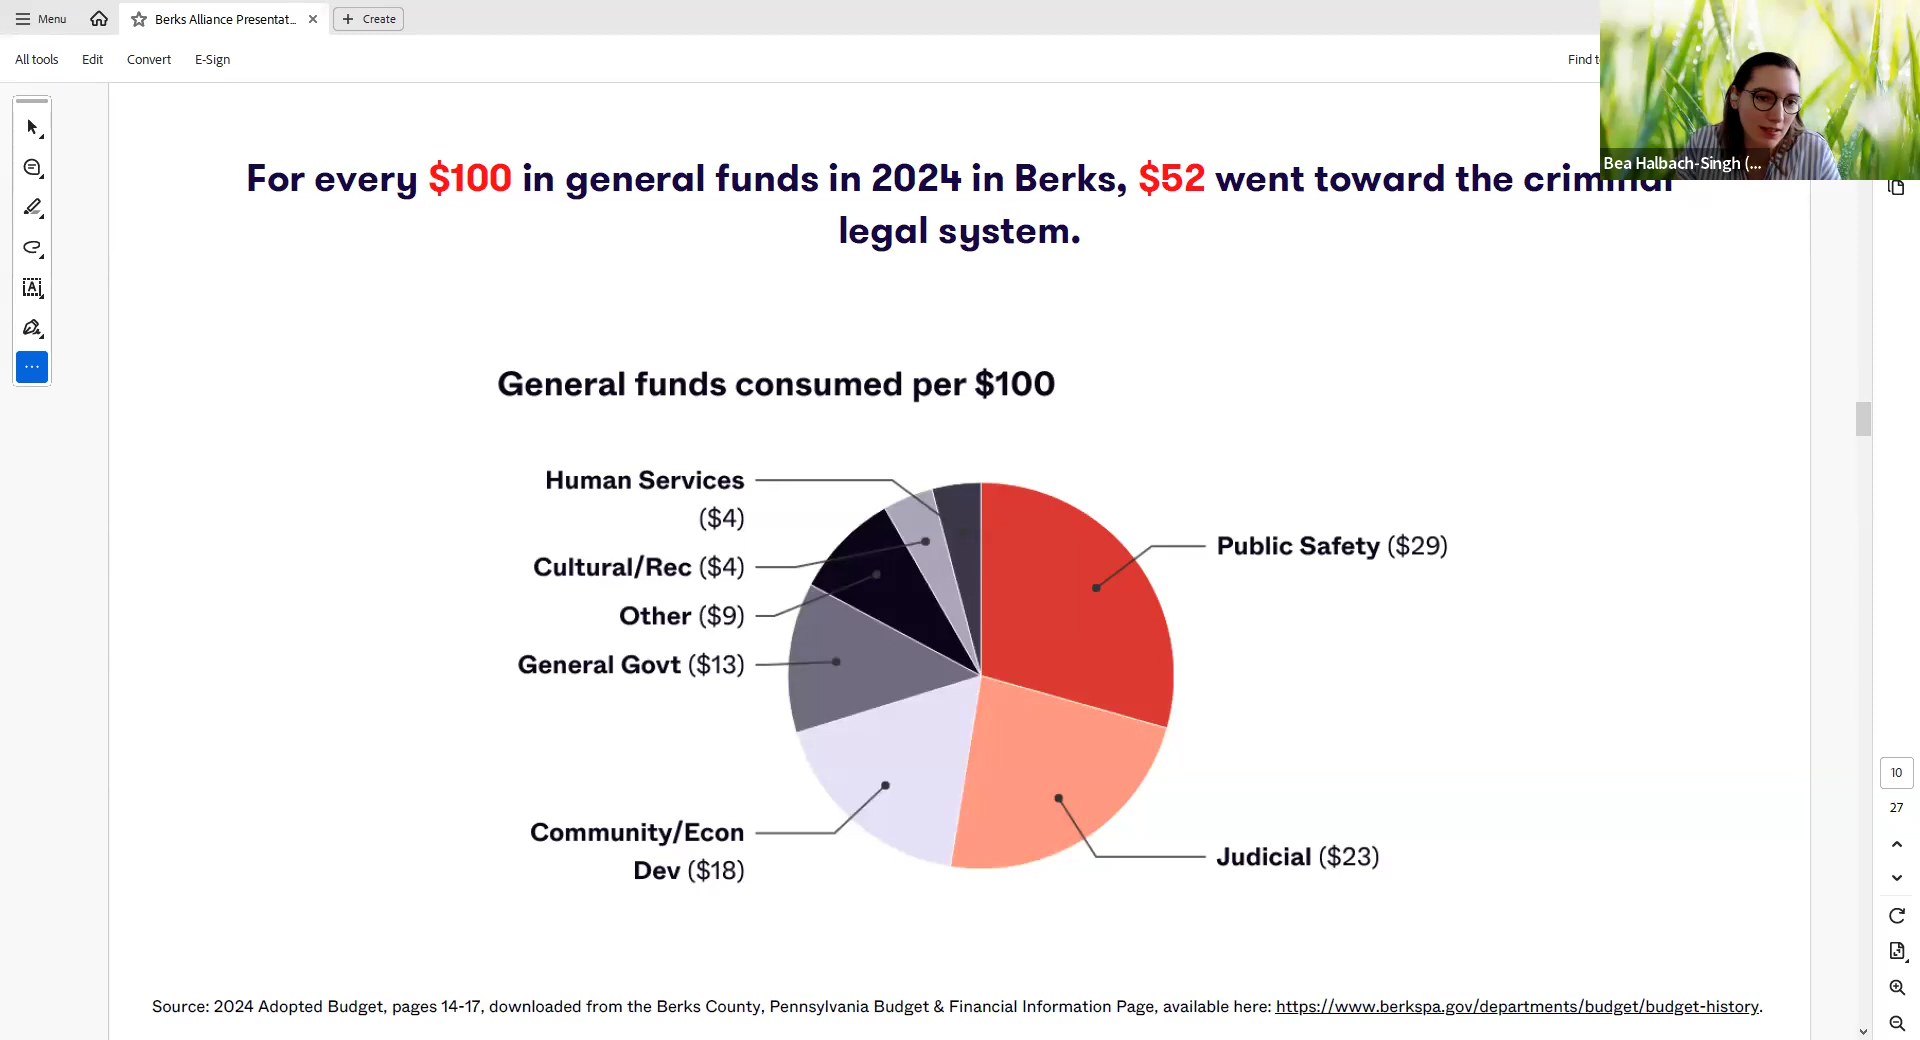 Menu
Berks Alliance Presentat...
Create
All tools
Edit
Convert
E-Sign
Find t
Bea Halbach-Singh (...
For every $100 in general funds in 2024 in Berks, $52 went toward the criminal
legal system.
General funds consumed per $100
Human Services
($4)
Cultural/Rec ($4)
Other ($9)
General Govt ($13)
Community/Econ
Dev ($18)
Public Safety ($29)
Judicial ($23)
10
27
Source: 2024 Adopted Budget, pages 14-17, downloaded from the Berks County, Pennsylvania Budget & Financial Information Page, available here: https://www.berkspa.gov/departments/budget/budget-history.